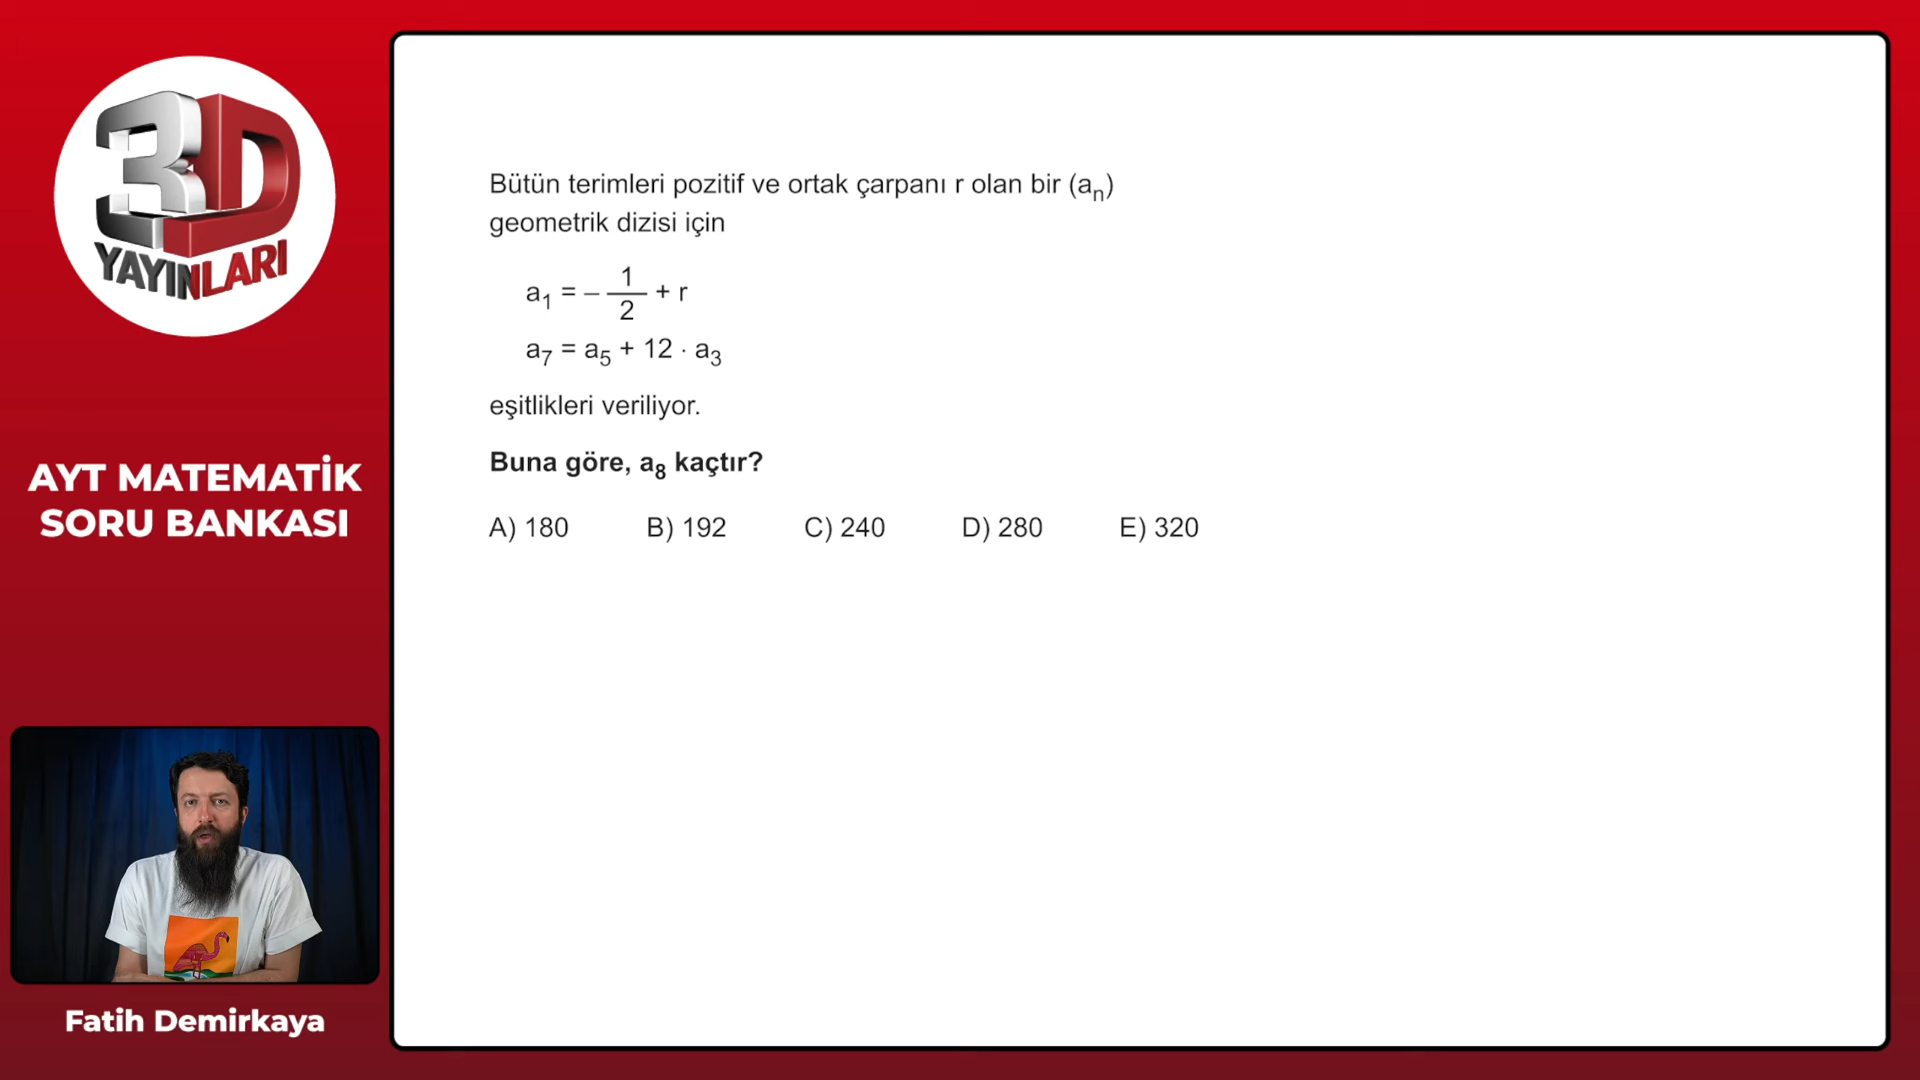 3D
YAYINLARI
AYT MATEMATİK
SORU BANKASI
Fatih Demirkaya
Bütün terimleri pozitif ve ortak çarpanı r olan bir (aₙ)
geometrik dizisi için
a₁ = – 1/2 + r
a₇ = a₅ + 12 · a₃
eşitlikleri veriliyor.
Buna göre, a₈ kaçtır?
A) 180 B) 192 C) 240 D) 280 E) 320